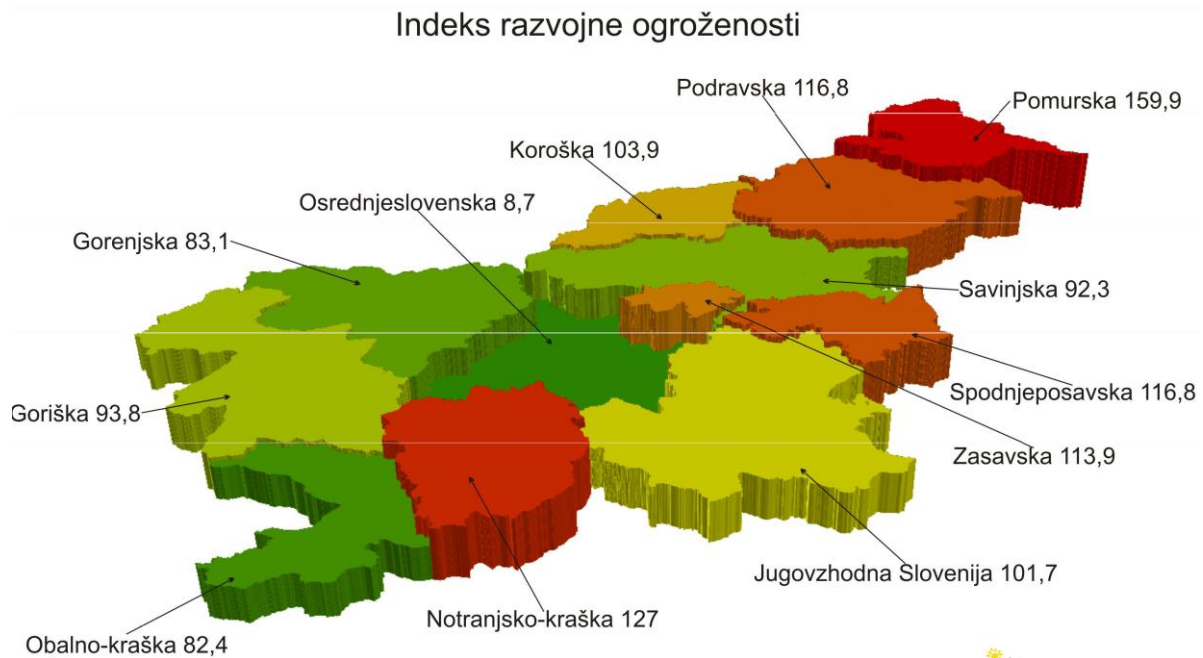 Indeks razvojne ogroženosti
Podravska 116,8
Pomurska 159,9
Koroška 103,9
Osrednjeslovenska 8,7
Gorenjska 83,1
Savinjska 92,3
Spodnjeposavska 116,8
Goriška 93,8
Zasavska 113,9
Jugovzhodna Slovenija 101,7
Notranjsko-kraška 127
Obalno-kraška 82,4